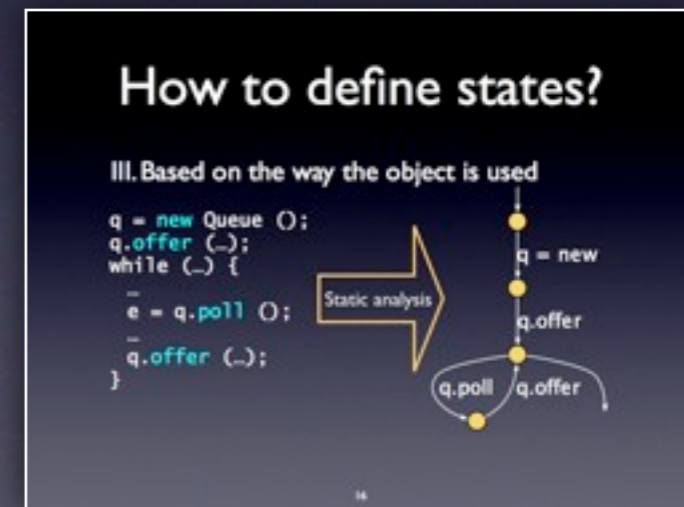 How to define states?
III. Based on the way the object is used
q = new Queue ();
q.offer (…);
while (…) {
…
e = q.poll ();
…
q.offer (…);
}
Static analysis
q = new
q.offer
q.poll
q.offer
16